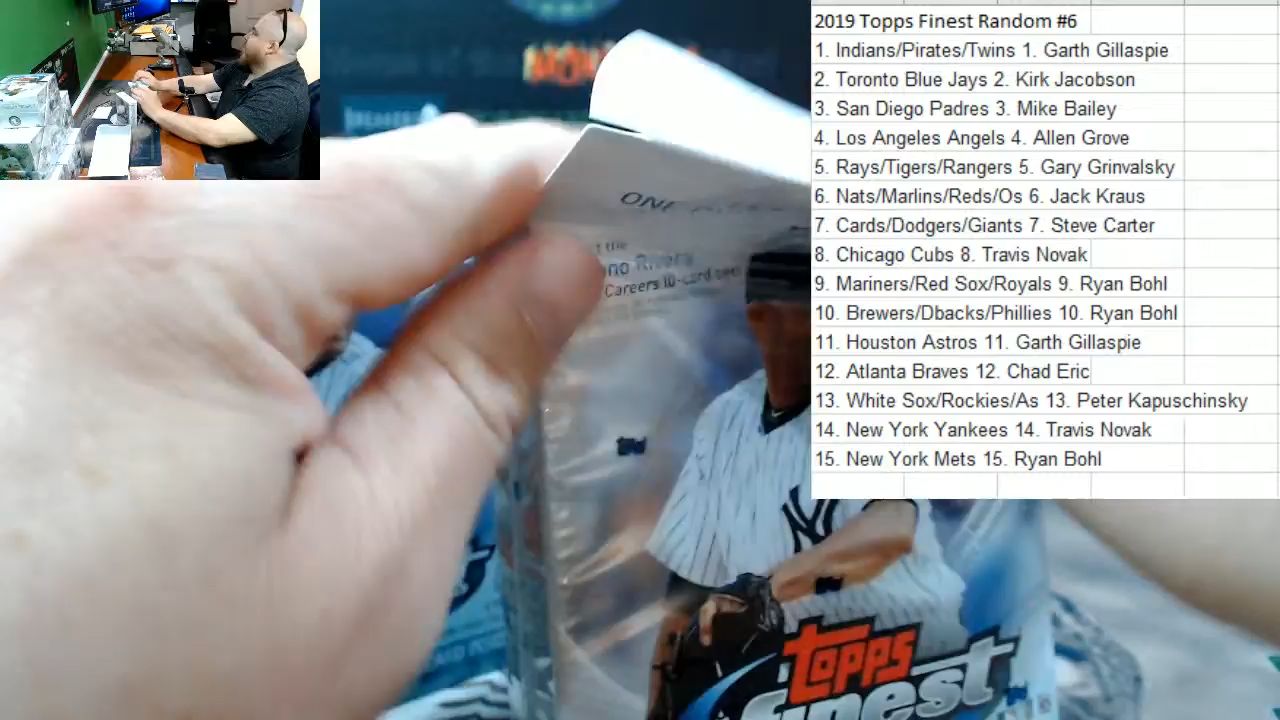 2019 Topps Finest Random #6
1. Indians/Pirates/Twins 1. Garth Gillaspie
2. Toronto Blue Jays 2. Kirk Jacobson
3. San Diego Padres 3. Mike Bailey
4. Los Angeles Angels 4. Allen Grove
5. Rays/Tigers/Rangers 5. Gary Grinvalsky
6. Nats/Marlins/Reds/Os 6. Jack Kraus
7. Cards/Dodgers/Giants 7. Steve Carter
8. Chicago Cubs 8. Travis Novak
9. Mariners/Red Sox/Royals 9. Ryan Bohl
10. Brewers/Dbacks/Phillies 10. Ryan Bohl
11. Houston Astros 11. Garth Gillaspie
12. Atlanta Braves 12. Chad Eric
13. White Sox/Rockies/As 13. Peter Kapuschinsky
14. New York Yankees 14. Travis Novak
15. New York Mets 15. Ryan Bohl
ONE
the
Careers 10-card set
NY
topps
finest